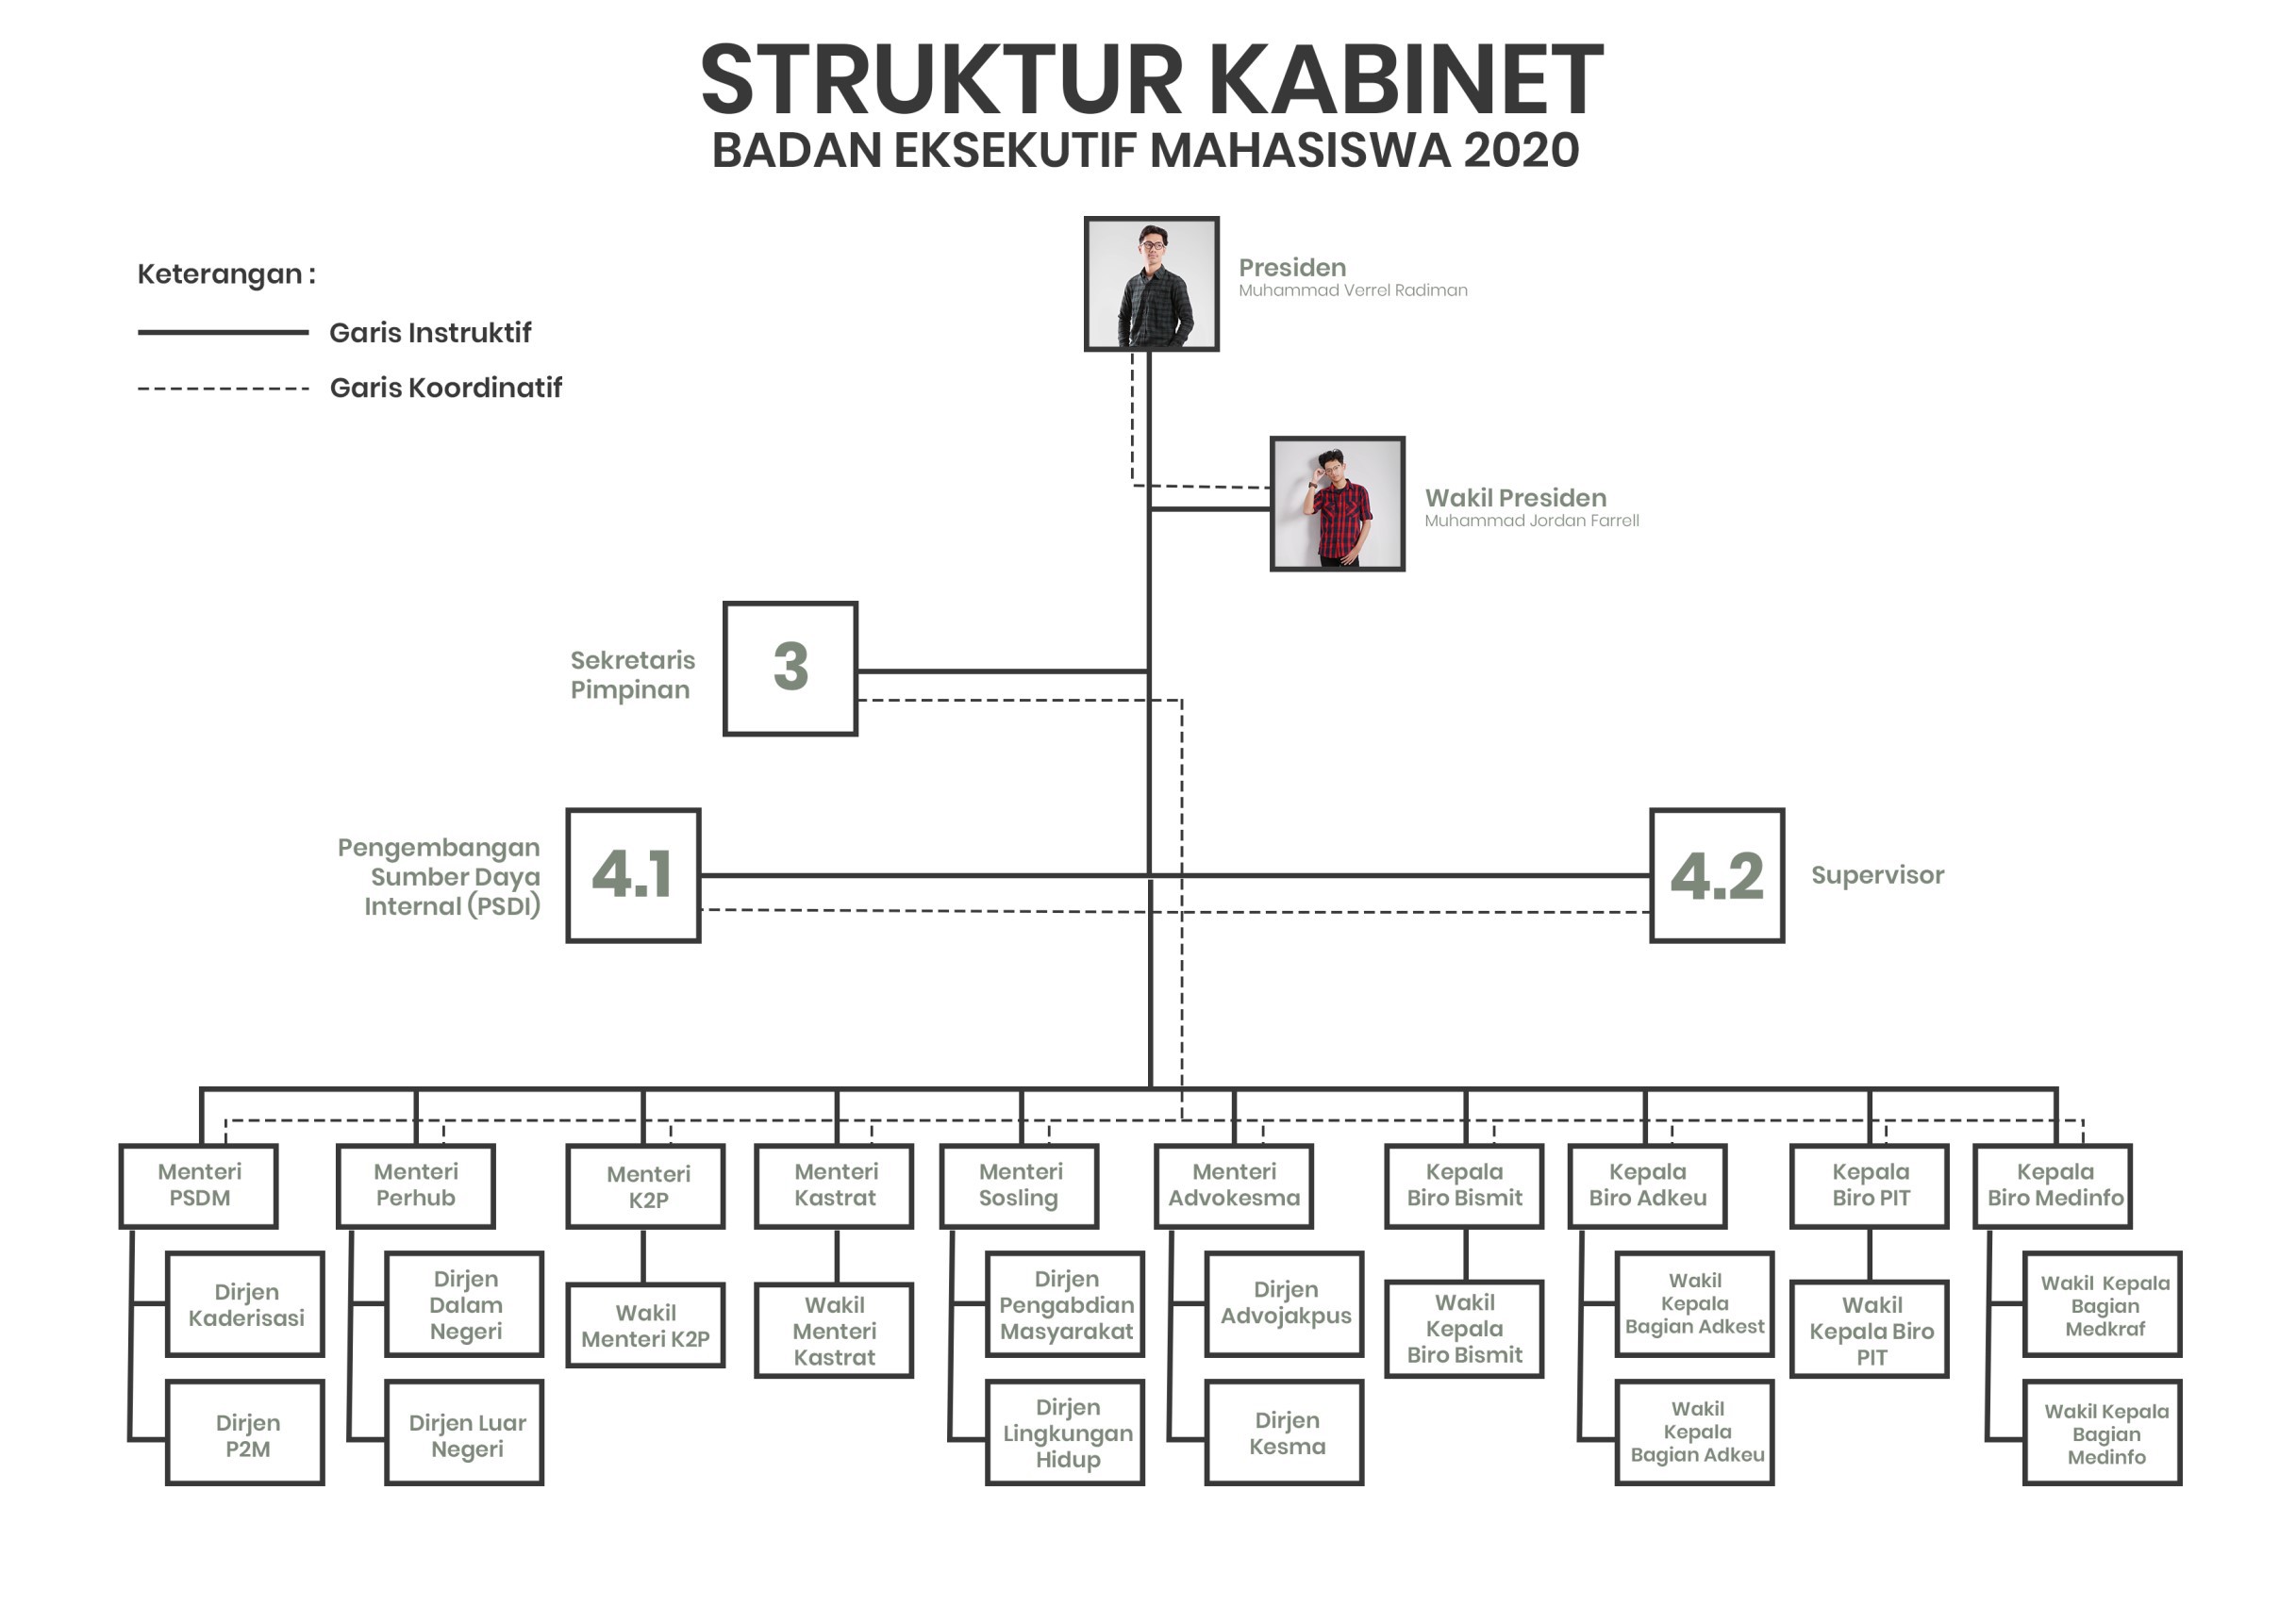 STRUKTUR KABINET
BADAN EKSEKUTIF MAHASISWA 2020
Keterangan :
Garis Instruktif
Garis Koordinatif
Presiden
Muhammad Verrel Radiman
Wakil Presiden
Muhammad Jordan Farrell
Sekretaris
Pimpinan
3
Pengembangan
Sumber Daya
Internal (PSDI)
4.1
4.2
Supervisor
Menteri
PSDM
Menteri
Perhub
Menteri
K2P
Menteri
Kastrat
Menteri
Sosling
Menteri
Advokesma
Kepala
Biro Bismit
Kepala
Biro Adkeu
Kepala
Biro PIT
Kepala
Biro Medinfo
Dirjen
Kaderisasi
Dirjen
Dalam
Negeri
Wakil
Menteri K2P
Wakil
Menteri
Kastrat
Dirjen
Pengabdian
Masyarakat
Dirjen
Advojakpus
Wakil
Kepala
Biro Bismit
Wakil
Kepala
Bagian Adkest
Wakil
Kepala Biro
PIT
Wakil  Kepala
Bagian
Medkraf
Dirjen
P2M
Dirjen Luar
Negeri
Dirjen
Lingkungan
Hidup
Dirjen
Kesma
Wakil
Kepala
Bagian Adkeu
Wakil Kepala
Bagian
Medinfo